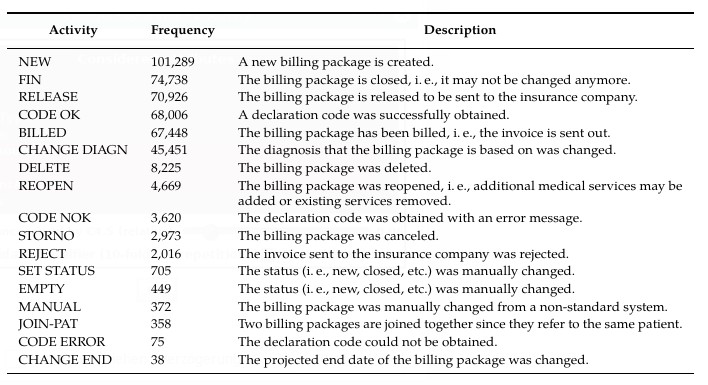 Activity Frequency Description
NEW 101,289 A new billing package is created.
FIN 74,738 The billing package is closed, i. e., it may not be changed anymore.
RELEASE 70,926 The billing package is released to be sent to the insurance company.
CODE OK 68,006 A declaration code was successfully obtained.
BILLED 67,448 The billing package has been billed, i. e., the invoice is sent out.
CHANGE DIAGN 45,451 The diagnosis that the billing package is based on was changed.
DELETE 8,225 The billing package was deleted.
REOPEN 4,669 The billing package was reopened, i. e., additional medical services may be
added or existing services removed.
CODE NOK 3,620 The declaration code was obtained with an error message.
STORNO 2,973 The billing package was canceled.
REJECT 2,016 The invoice sent to the insurance company was rejected.
SET STATUS 705 The status (i. e., new, closed, etc.) was manually changed.
EMPTY 449 The status (i. e., new, closed, etc.) was manually changed.
MANUAL 372 The billing package was manually changed from a non-standard system.
JOIN-PAT 358 Two billing packages are joined together since they refer to the same patient.
CODE ERROR 75 The declaration code could not be obtained.
CHANGE END 38 The projected end date of the billing package was changed.